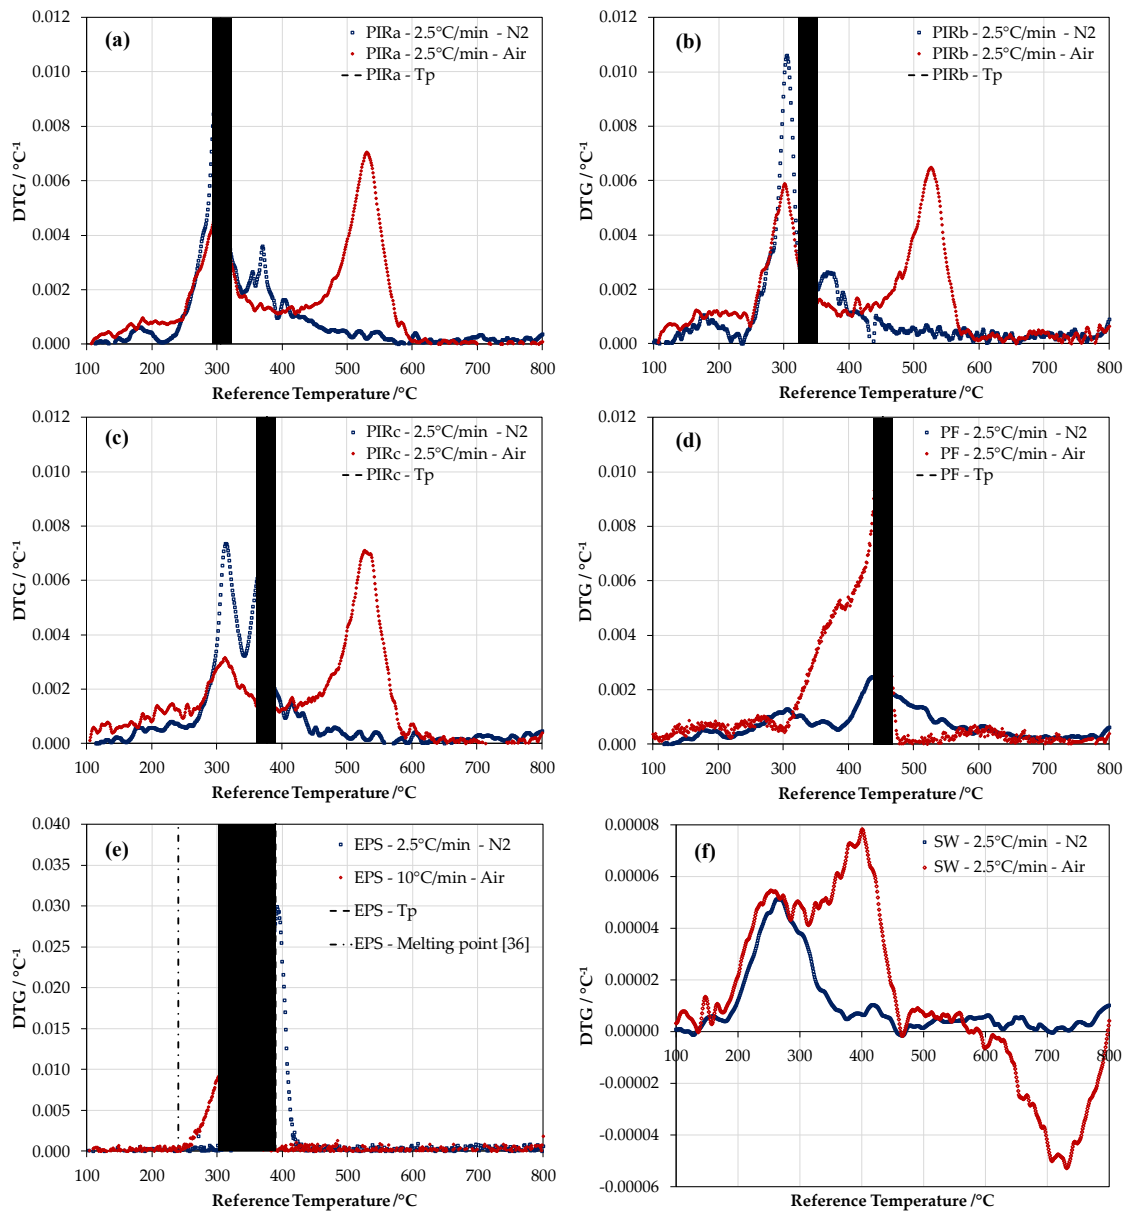 (a)
PIRa - 2.5°C/min - N2
PIRa - 2.5°C/min - Air
PIRa - Tp
0.012
0.010
0.008
0.006
0.004
0.002
0.000
DTG / °C-1
100 200 300 400 500 600 700 800
Reference Temperature /°C
(b)
PIRb - 2.5°C/min - N2
PIRb - 2.5°C/min - Air
PIRb - Tp
0.012
0.010
0.008
0.006
0.004
0.002
0.000
DTG / °C-1
100 200 300 400 500 600 700 800
Reference Temperature /°C
(c)
PIRc - 2.5°C/min - N2
PIRc - 2.5°C/min - Air
PIRc - Tp
0.012
0.010
0.008
0.006
0.004
0.002
0.000
DTG / °C-1
100 200 300 400 500 600 700 800
Reference Temperature /°C
(d)
PF - 2.5°C/min - N2
PF - 2.5°C/min - Air
PF - Tp
0.012
0.010
0.008
0.006
0.004
0.002
0.000
DTG / °C-1
100 200 300 400 500 600 700 800
Reference Temperature /°C
(e)
EPS - 2.5°C/min - N2
EPS - 10°C/min - Air
EPS - Tp
EPS - Melting point [36]
0.040
0.035
0.030
0.025
0.020
0.015
0.010
0.005
0.000
DTG / °C-1
100 200 300 400 500 600 700 800
Reference Temperature /°C
(f)
SW - 2.5°C/min - N2
SW - 2.5°C/min - Air
0.00008
0.00006
0.00004
0.00002
0.00000
-0.00002
-0.00004
-0.00006
DTG / °C-1
100 200 300 400 500 600 700 800
Reference Temperature /°C